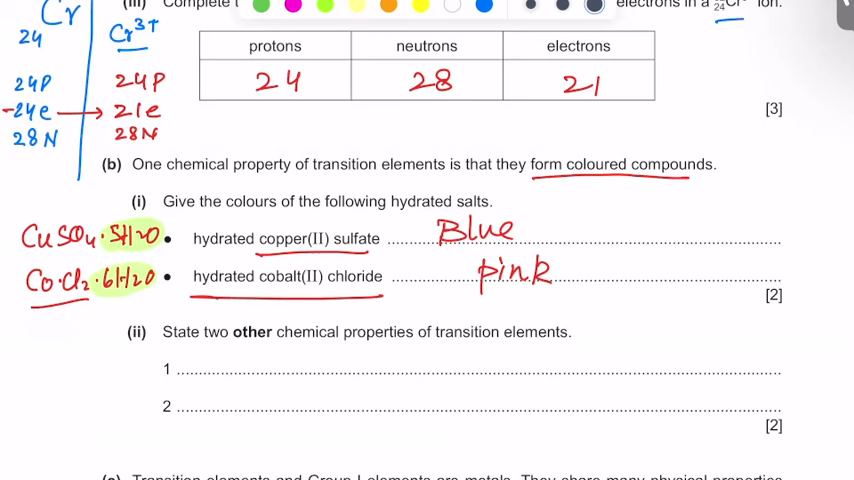 Cr
24
Cr3+
(iii) Complete t
electrons in a 24Cr ion.
protons neutrons electrons
24 28 21
24P 24P
-24e → 21e
28N 28N
[3]
(b) One chemical property of transition elements is that they form coloured compounds.
(i) Give the colours of the following hydrated salts.
CuSO4·5H2O • hydrated copper(II) sulfate Blue
Co·Cl2·6H2O • hydrated cobalt(II) chloride pink
[2]
(ii) State two other chemical properties of transition elements.
1
2
[2]
(c) Transition elements and Group I elements are metals. They share many physical properties